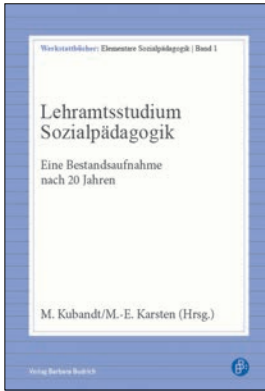 Werkstattbücher: Elementare Sozialpädagogik | Band 1
Lehramtsstudium
Sozialpädagogik
Eine Bestandsaufnahme
nach 20 Jahren
M. Kubandt/M.-E. Karsten (Hrsg.)
Verlag Barbara Budrich